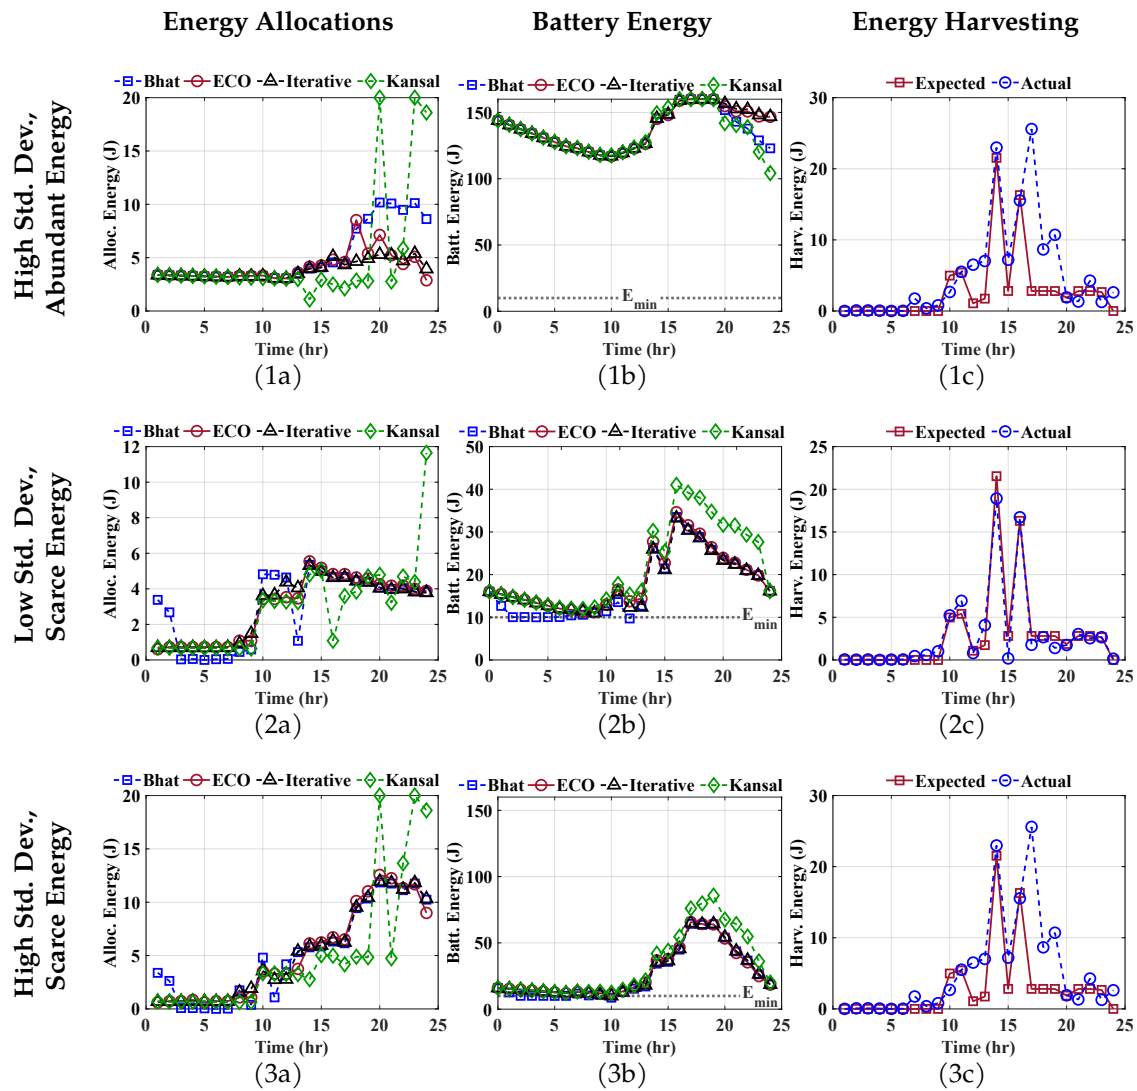 Energy Allocations Battery Energy Energy Harvesting
High Std. Dev.,
Abundant Energy
Bhat ECO Iterative Kansal
Alloc. Energy (J)
20
15
10
5
0
0 5 10 15 20 25
Time (hr)
(1a)
Bhat ECO Iterative Kansal
Batt. Energy (J)
150
100
50
0
E_min
0 5 10 15 20 25
Time (hr)
(1b)
Expected Actual
Harv. Energy (J)
30
20
10
0
0 5 10 15 20 25
Time (hr)
(1c)
Low Std. Dev.,
Scarce Energy
Bhat ECO Iterative Kansal
Alloc. Energy (J)
12
10
8
6
4
2
0
0 5 10 15 20 25
Time (hr)
(2a)
Bhat ECO Iterative Kansal
Batt. Energy (J)
50
40
30
20
10
0
E_min
0 5 10 15 20 25
Time (hr)
(2b)
Expected Actual
Harv. Energy (J)
25
20
15
10
5
0
0 5 10 15 20 25
Time (hr)
(2c)
High Std. Dev.,
Scarce Energy
Bhat ECO Iterative Kansal
Alloc. Energy (J)
20
15
10
5
0
0 5 10 15 20 25
Time (hr)
(3a)
Bhat ECO Iterative Kansal
Batt. Energy (J)
150
100
50
0
E_min
0 5 10 15 20 25
Time (hr)
(3b)
Expected Actual
Harv. Energy (J)
30
20
10
0
0 5 10 15 20 25
Time (hr)
(3c)